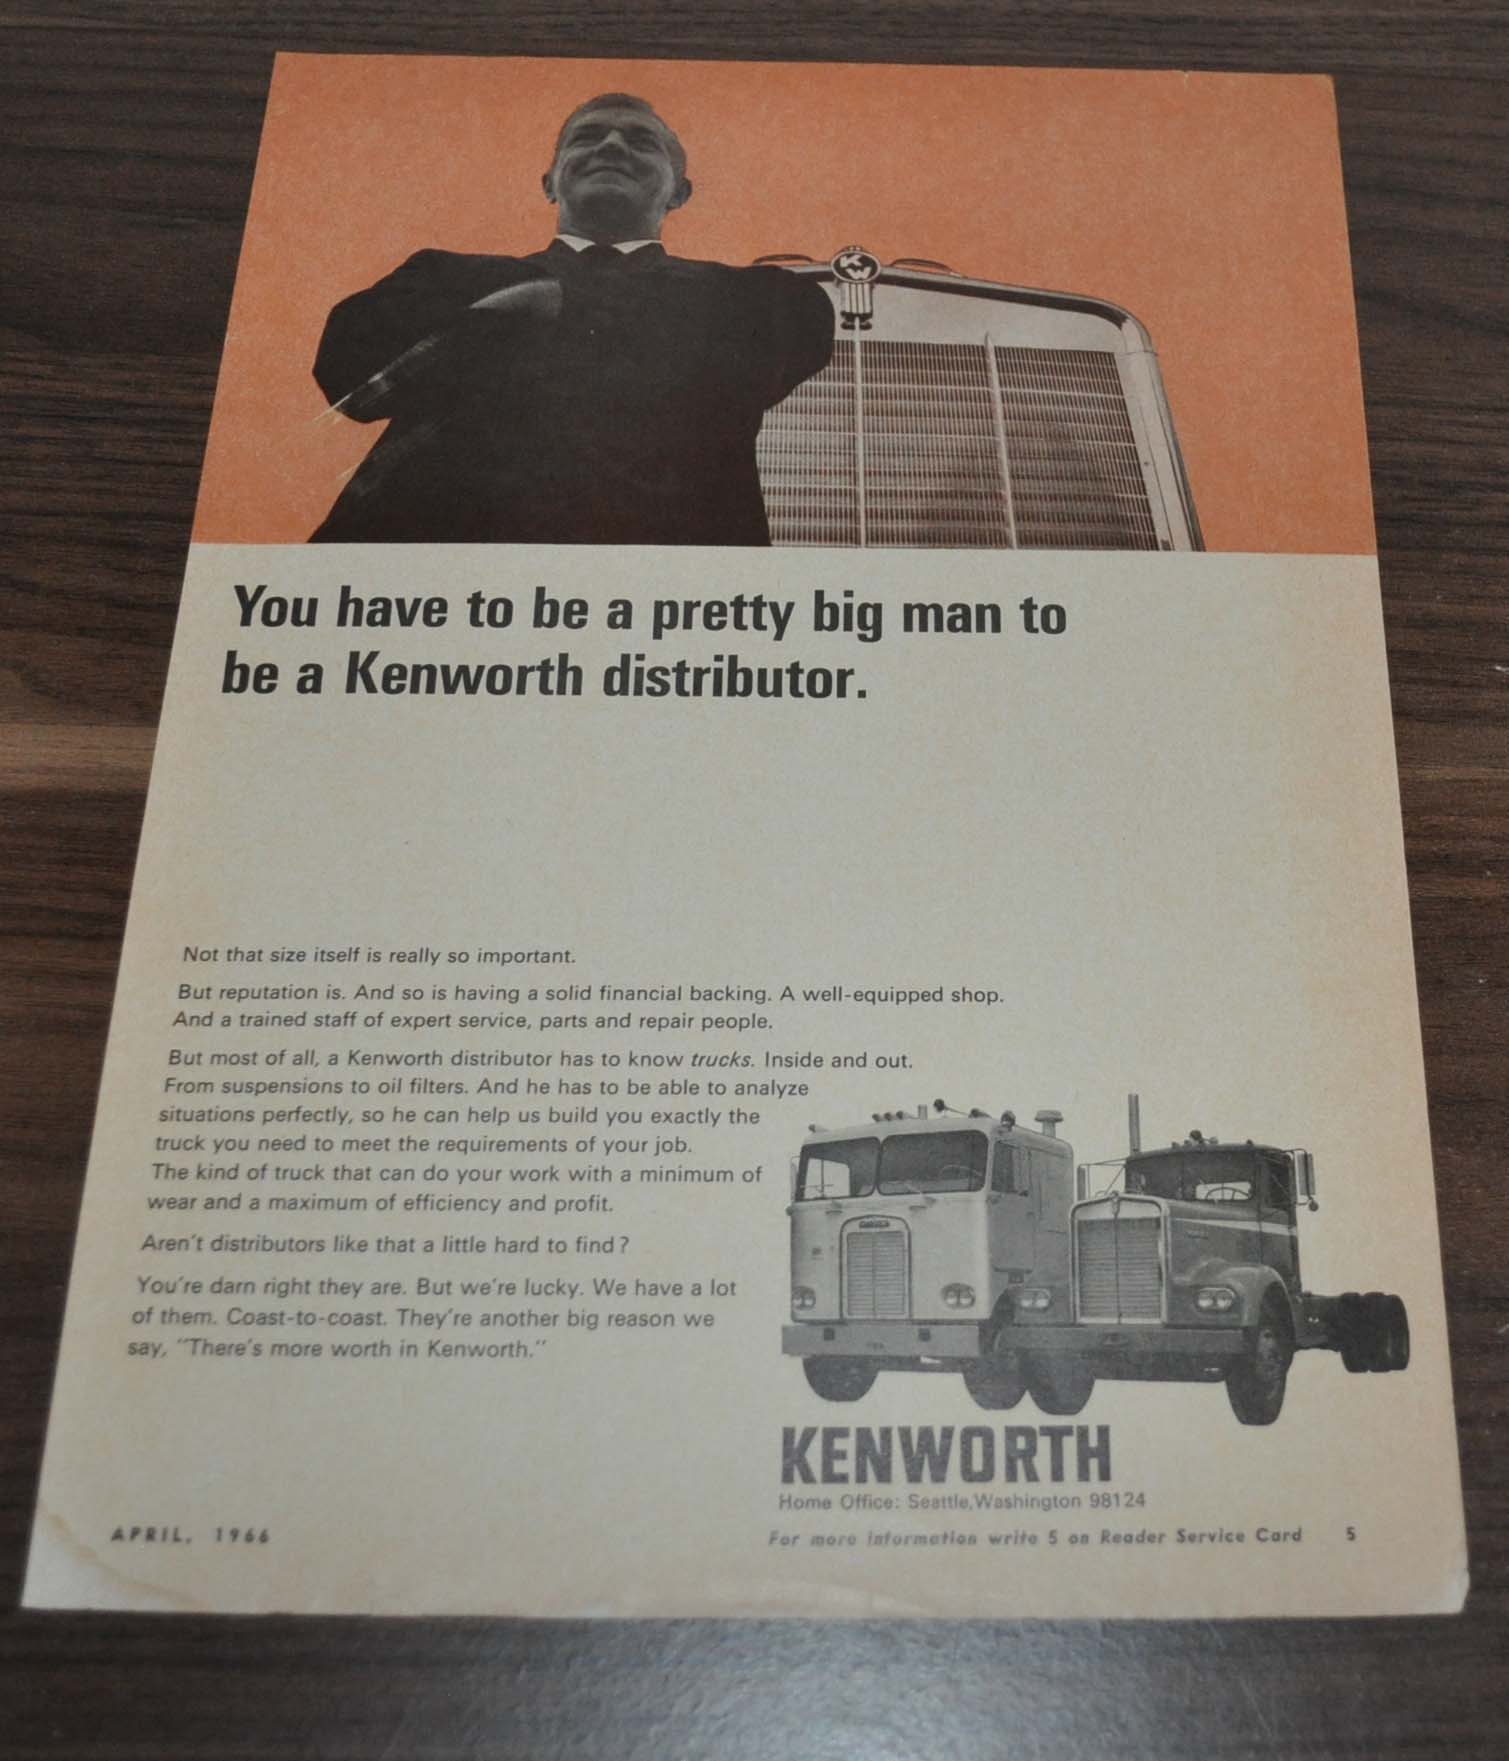 KW
You have to be a pretty big man to
be a Kenworth distributor.
Not that size itself is really so important.
But reputation is. And so is having a solid financial backing. A well-equipped shop.
And a trained staff of expert service, parts and repair people.
But most of all, a Kenworth distributor has to know trucks. Inside and out.
From suspensions to oil filters. And he has to be able to analyze
situations perfectly, so he can help us build you exactly the
truck you need to meet the requirements of your job.
The kind of truck that can do your work with a minimum of
wear and a maximum of efficiency and profit.
Aren't distributors like that a little hard to find?
You're darn right they are. But we're lucky. We have a lot
of them. Coast-to-coast. They're another big reason we
say, "There's more worth in Kenworth."
KENWORTH
Home Office: Seattle, Washington 98124
APRIL, 1966
For more information write 5 on Reader Service Card 5